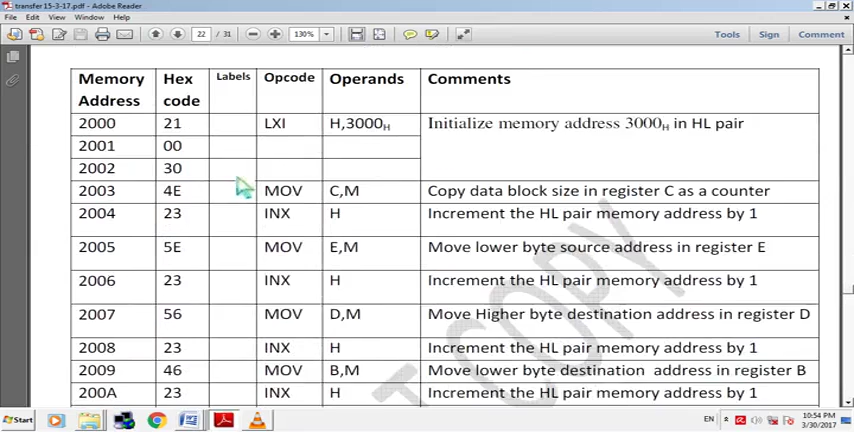 transfer 15-3-17.pdf - Adobe Reader
File Edit View Window Help
22 / 31 130% Tools Sign Comment
Memory Address Hex code Labels Opcode Operands Comments
2000 21 LXI H,3000H Initialize memory address 3000H in HL pair
2001 00
2002 30
2003 4E MOV C,M Copy data block size in register C as a counter
2004 23 INX H Increment the HL pair memory address by 1
2005 5E MOV E,M Move lower byte source address in register E
2006 23 INX H Increment the HL pair memory address by 1
2007 56 MOV D,M Move Higher byte destination address in register D
2008 23 INX H Increment the HL pair memory address by 1
2009 46 MOV B,M Move lower byte destination address in register B
200A 23 INX H Increment the HL pair memory address by 1
T COPY
Start EN 10:54 PM
3/30/2017